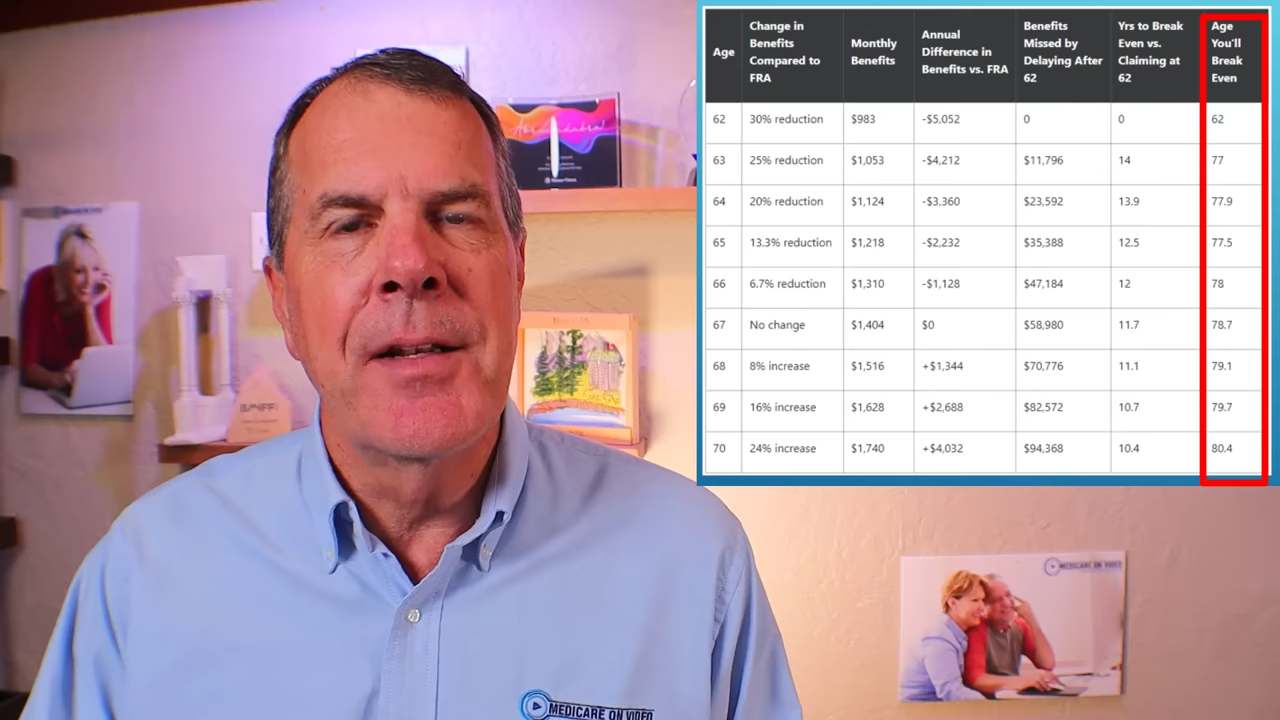 Age | Change in Benefits Compared to FRA | Monthly Benefits | Annual Difference in Benefits vs. FRA | Benefits Missed by Delaying After 62 | Yrs to Break Even vs. Claiming at 62 | Age You'll Break Even
62 | 30% reduction | $983 | -$5,052 | 0 | 0 | 62
63 | 25% reduction | $1,053 | -$4,212 | $11,796 | 14 | 77
64 | 20% reduction | $1,124 | -$3,360 | $23,592 | 13.9 | 77.9
65 | 13.3% reduction | $1,218 | -$2,232 | $35,388 | 12.5 | 77.5
66 | 6.7% reduction | $1,310 | -$1,128 | $47,184 | 12 | 78
67 | No change | $1,404 | $0 | $58,980 | 11.7 | 78.7
68 | 8% increase | $1,516 | +$1,344 | $70,776 | 11.1 | 79.1
69 | 16% increase | $1,628 | +$2,688 | $82,572 | 10.7 | 79.7
70 | 24% increase | $1,740 | +$4,032 | $94,368 | 10.4 | 80.4
Abracadabra!
MEDICARE ON VIDEO
MEDICARE ON VIDEO